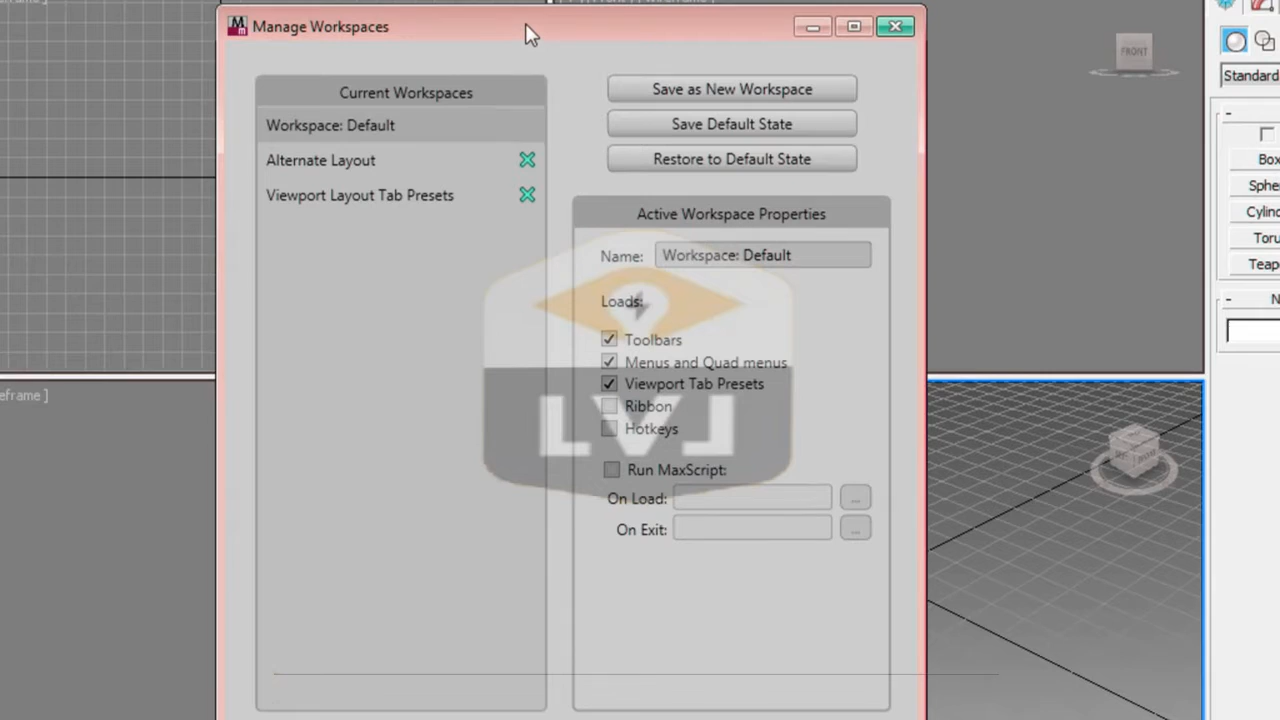 Manage Workspaces
Current Workspaces
Workspace: Default
Alternate Layout
Viewport Layout Tab Presets
Save as New Workspace
Save Default State
Restore to Default State
Active Workspace Properties
Name: Workspace: Default
Loads:
Toolbars
Menus and Quad menus
Viewport Tab Presets
Ribbon
Hotkeys
Run MaxScript:
On Load: ...
On Exit: ...
LVL
eframe ]
FRONT
Standard
Box
Sphe
Cylind
Toru
Teap
N